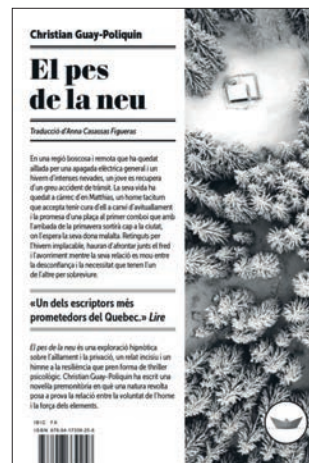 Christian Guay-Poliquin
El pes
de la neu
Traducció d'Anna Casassas Figueras
En una regió boscosa i remota que ha quedat
aïllada per una apagada elèctrica general i un
hivern d'intenses nevades, un jove es recupera
d'un greu accident de trànsit. La seva vida ha
quedat a càrrec d'en Matthias, un home taciturn
que accepta tenir cura d'ell a canvi d'avituallament
i la promesa d'una plaça al primer comboi que amb
l'arribada de la primavera sortirà cap a la ciutat,
on l'espera la seva dona malalta. Retinguts per
l'hivern implacable, hauran d'afrontar junts el fred
i l'avorriment mentre la seva relació es mou entre
la desconfiança i la necessitat que tenen l'un
de l'altre per sobreviure.
«Un dels escriptors més
prometedors del Quebec.» Lire
El pes de la neu és una exploració hipnòtica
sobre l'aïllament i la privació, un relat incisiu i un
himne a la resiliència que pren forma de thriller
psicològic. Christian Guay-Poliquin ha escrit una
novel·la premonitòria en què una natura revolta
posa a prova la relació entre la voluntat de l'home
i la força dels elements.